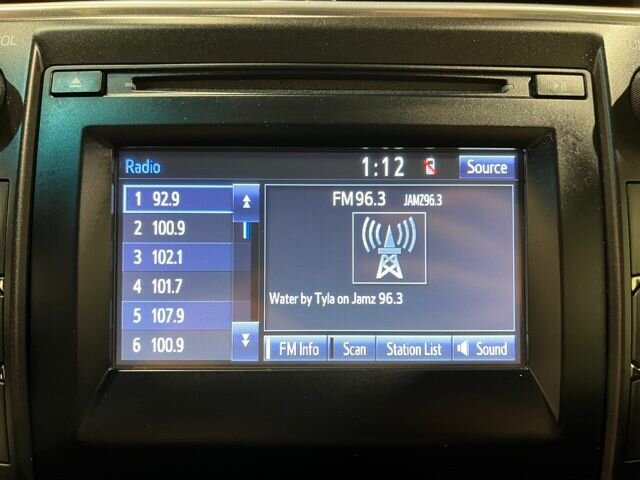 OL
Radio 1:12 Source
1 92.9
2 100.9
3 102.1
4 101.7
5 107.9
6 100.9
FM 96.3 JAMZ96.3
Water by Tyla on Jamz 96.3
FM Info Scan Station List Sound